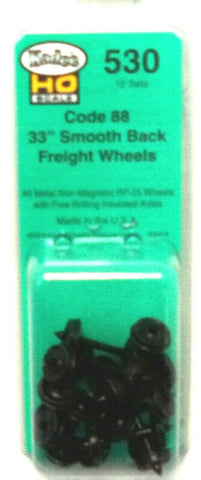 Kadee
HO
SCALE
530
12 Sets
Code 88
33" Smooth Back
Freight Wheels
All Metal Non-Magnetic RP-25 Wheels
with Free Rolling Insulated Axles
Made in the U.S.A.